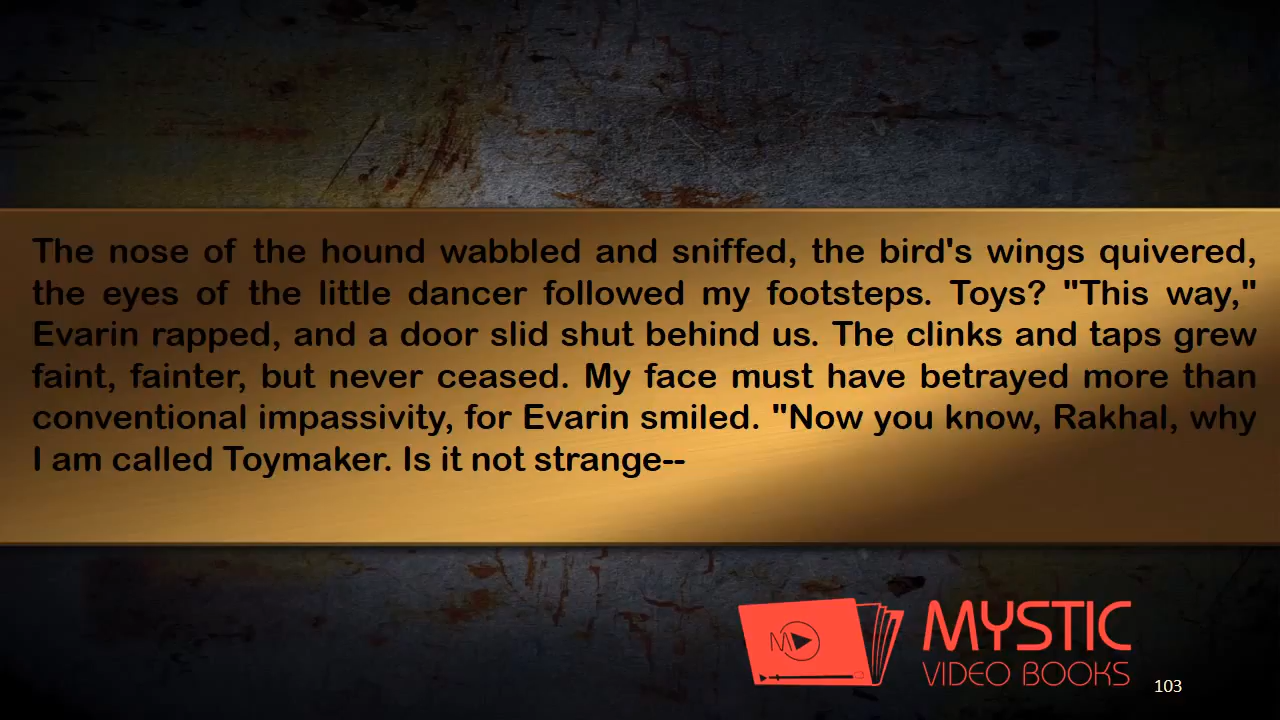 The nose of the hound wabbled and sniffed, the bird's wings quivered,
the eyes of the little dancer followed my footsteps. Toys? "This way,"
Evarin rapped, and a door slid shut behind us. The clinks and taps grew
faint, fainter, but never ceased. My face must have betrayed more than
conventional impassivity, for Evarin smiled. "Now you know, Rakhal, why
I am called Toymaker. Is it not strange--
M
MYSTIC
VIDEO BOOKS
103